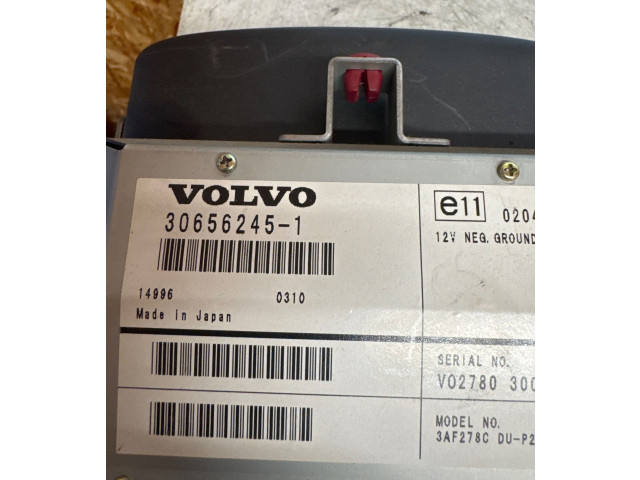 VOLVO
30656245-1
14996 0310
Made in Japan
e11 0204
12V NEG. GROUND
SERIAL NO.
VO2780 300
MODEL NO.
3AF278C DU-P2